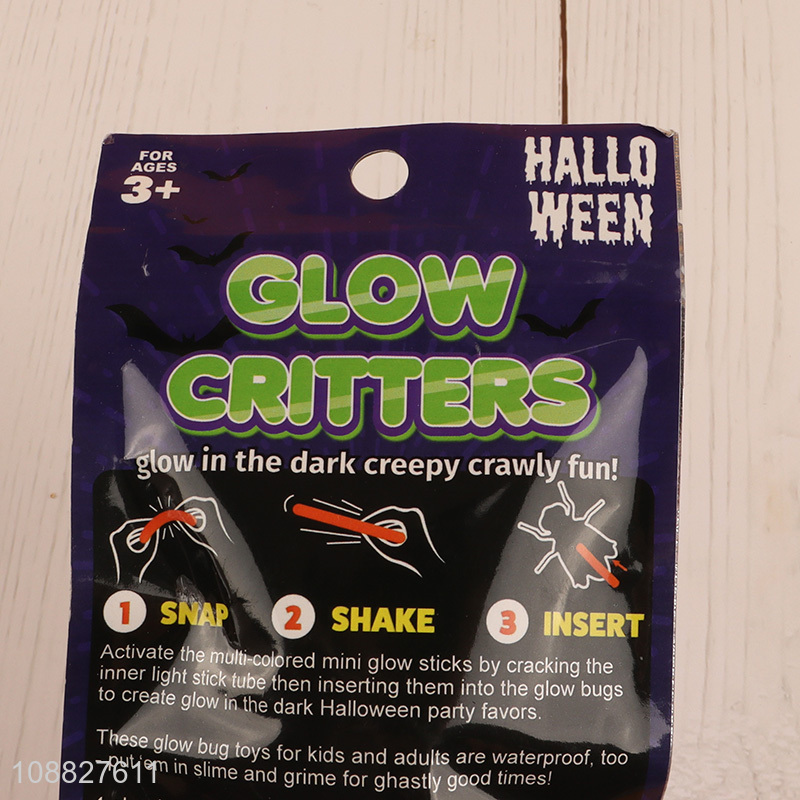 FOR
AGES
3+
HALLO
WEEN
GLOW
CRITTERS
glow in the dark creepy crawly fun!
1 SNAP
2 SHAKE
3 INSERT
Activate the multi-colored mini glow sticks by cracking the
inner light stick tube then inserting them into the glow bugs
to create glow in the dark Halloween party favors.
These glow bug toys for kids and adults are waterproof, too
put 'em in slime and grime for ghastly good times!
108827611